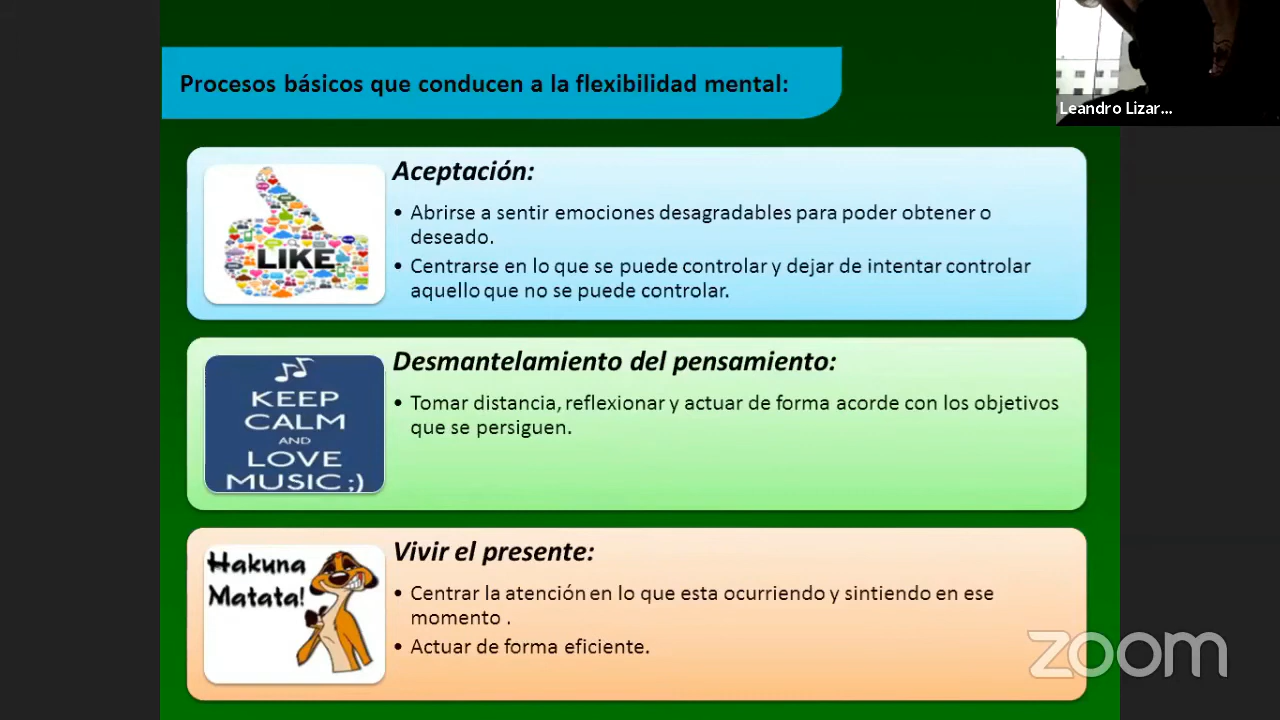 Procesos básicos que conducen a la flexibilidad mental:
Leandro Lizar...
Aceptación:
• Abrirse a sentir emociones desagradables para poder obtener o
deseado.
• Centrarse en lo que se puede controlar y dejar de intentar controlar
aquello que no se puede controlar.
LIKE
Desmantelamiento del pensamiento:
• Tomar distancia, reflexionar y actuar de forma acorde con los objetivos
que se persiguen.
KEEP
CALM
AND
LOVE
MUSIC ;)
Vivir el presente:
• Centrar la atención en lo que esta ocurriendo y sintiendo en ese
momento .
• Actuar de forma eficiente.
Hakuna
Matata!
zoom